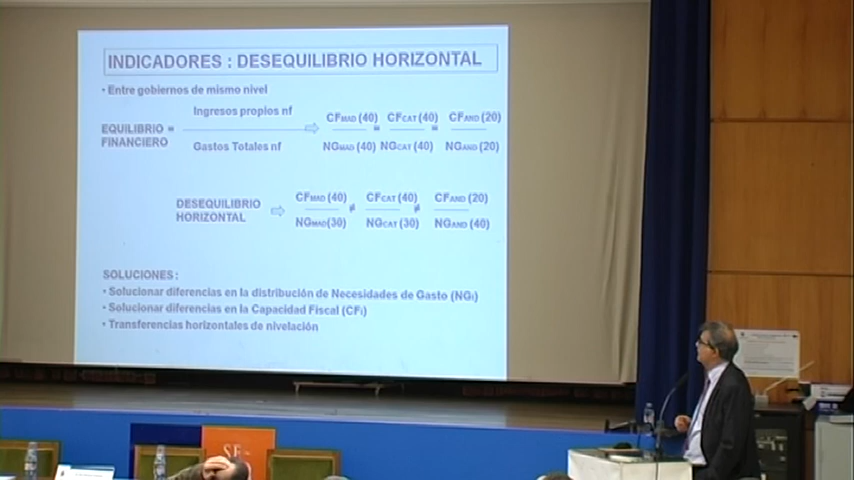 INDICADORES : DESEQUILIBRIO HORIZONTAL
• Entre gobiernos de mismo nivel
Ingresos propios nf
EQUILIBRIO =
FINANCIERO
Gastos Totales nf
CFMAD (40) = CFCAT (40) = CFAND (20)
NGMAD (40) NGCAT (40) NGAND (20)
DESEQUILIBRIO
HORIZONTAL
CFMAD (40) ≠ CFCAT (40) ≠ CFAND (20)
NGMAD (30) NGCAT (30) NGAND (40)
SOLUCIONES :
• Solucionar diferencias en la distribución de Necesidades de Gasto (NGi)
• Solucionar diferencias en la Capacidad Fiscal (CFi)
• Transferencias horizontales de nivelación